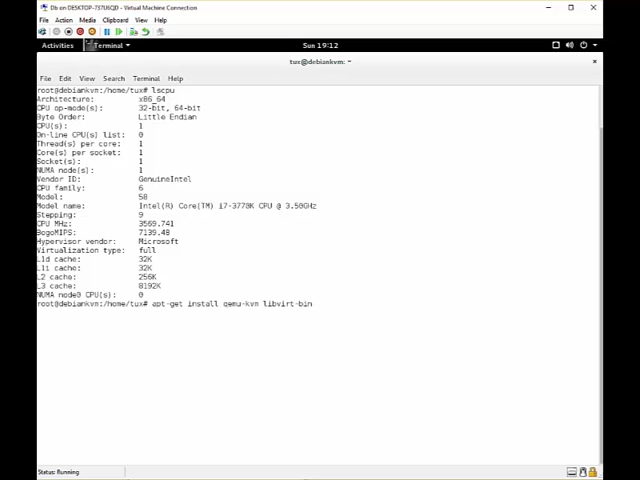 Db on DESKTOP-737U6QD - Virtual Machine Connection
File Action Media Clipboard View Help
Activities Terminal Sun 19:12
tux@debiankvm: ~
File Edit View Search Terminal Help
root@debiankvm:/home/tux# lscpu
Architecture: x86_64
CPU op-mode(s): 32-bit, 64-bit
Byte Order: Little Endian
CPU(s): 1
On-line CPU(s) list: 0
Thread(s) per core: 1
Core(s) per socket: 1
Socket(s): 1
NUMA node(s): 1
Vendor ID: GenuineIntel
CPU family: 6
Model: 58
Model name: Intel(R) Core(TM) i7-3770K CPU @ 3.50GHz
Stepping: 9
CPU MHz: 3569.741
BogoMIPS: 7139.48
Hypervisor vendor: Microsoft
Virtualization type: full
L1d cache: 32K
L1i cache: 32K
L2 cache: 256K
L3 cache: 8192K
NUMA node0 CPU(s): 0
root@debiankvm:/home/tux# apt-get install qemu-kvm libvirt-bin
Status: Running